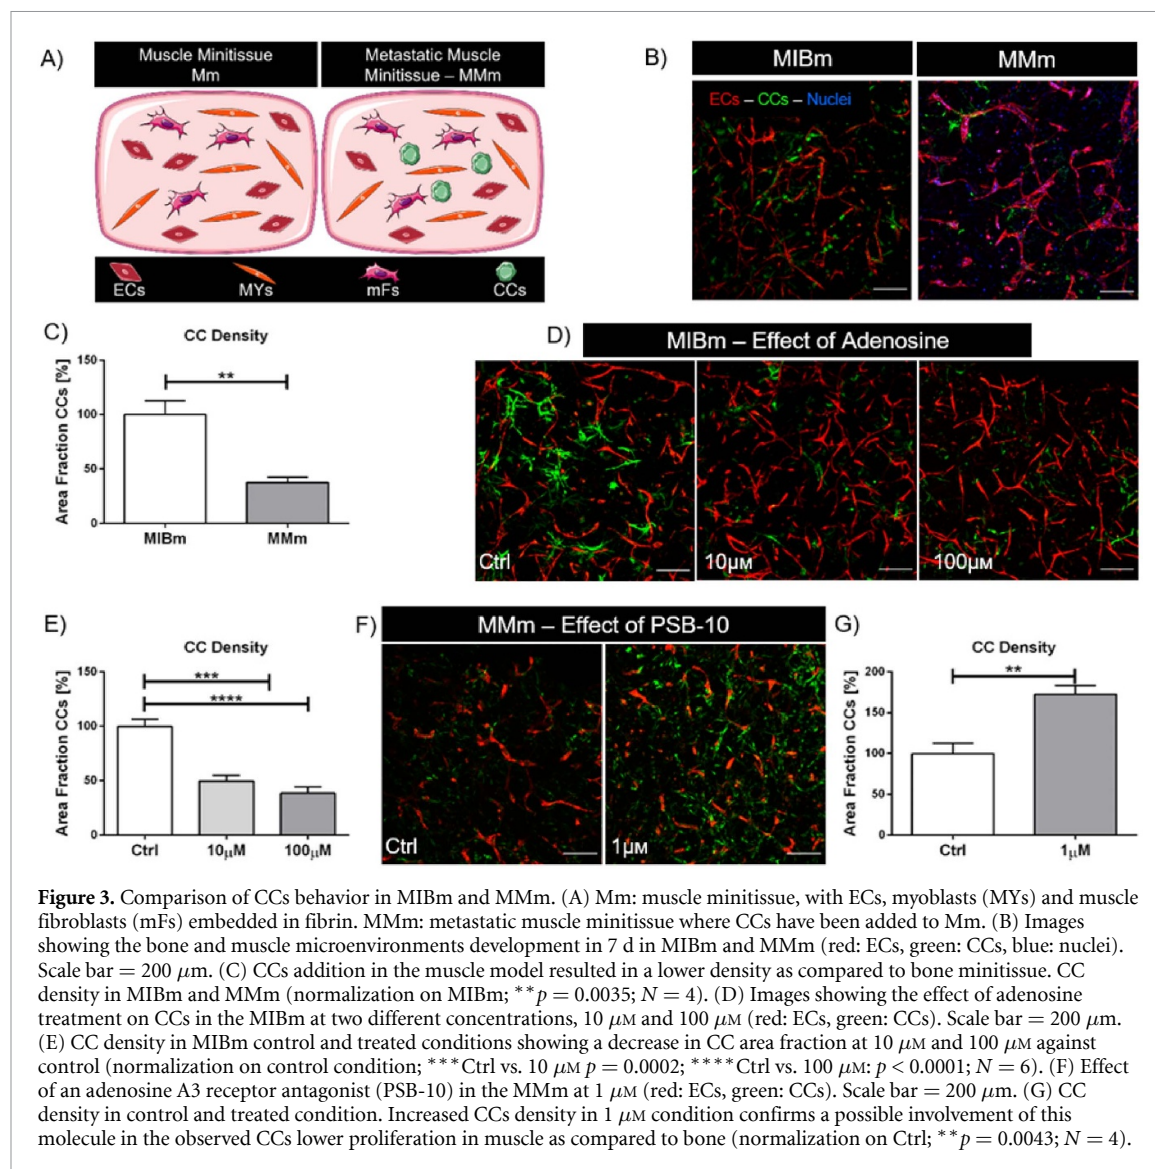 A)
Muscle Minitissue
Mm
Metastatic Muscle
Minitissue – MMm
ECs
MYs
mFs
CCs
B)
MIBm
MMm
ECs – CCs – Nuclei
C)
CC Density
Area Fraction CCs [%]
150
100
50
0
**
MIBm
MMm
D)
MIBm – Effect of Adenosine
Ctrl
10µM
100µM
E)
CC Density
Area Fraction CCs [%]
150
100
50
0
***
****
Ctrl
10µM
100µM
F)
MMm – Effect of PSB-10
Ctrl
1µM
G)
CC Density
Area Fraction CCs [%]
200
150
100
50
0
**
Ctrl
1µM
Figure 3. Comparison of CCs behavior in MIBm and MMm. (A) Mm: muscle minitissue, with ECs, myoblasts (MYs) and muscle
fibroblasts (mFs) embedded in fibrin. MMm: metastatic muscle minitissue where CCs have been added to Mm. (B) Images
showing the bone and muscle microenvironments development in 7 d in MIBm and MMm (red: ECs, green: CCs, blue: nuclei).
Scale bar = 200 µm. (C) CCs addition in the muscle model resulted in a lower density as compared to bone minitissue. CC
density in MIBm and MMm (normalization on MIBm; **p = 0.0035; N = 4). (D) Images showing the effect of adenosine
treatment on CCs in the MIBm at two different concentrations, 10 µM and 100 µM (red: ECs, green: CCs). Scale bar = 200 µm.
(E) CC density in MIBm control and treated conditions showing a decrease in CC area fraction at 10 µM and 100 µM against
control (normalization on control condition; ***Ctrl vs. 10 µM p = 0.0002; ****Ctrl vs. 100 µM: p < 0.0001; N = 6). (F) Effect
of an adenosine A3 receptor antagonist (PSB-10) in the MMm at 1 µM (red: ECs, green: CCs). Scale bar = 200 µm. (G) CC
density in control and treated condition. Increased CCs density in 1 µM condition confirms a possible involvement of this
molecule in the observed CCs lower proliferation in muscle as compared to bone (normalization on Ctrl; **p = 0.0043; N = 4).